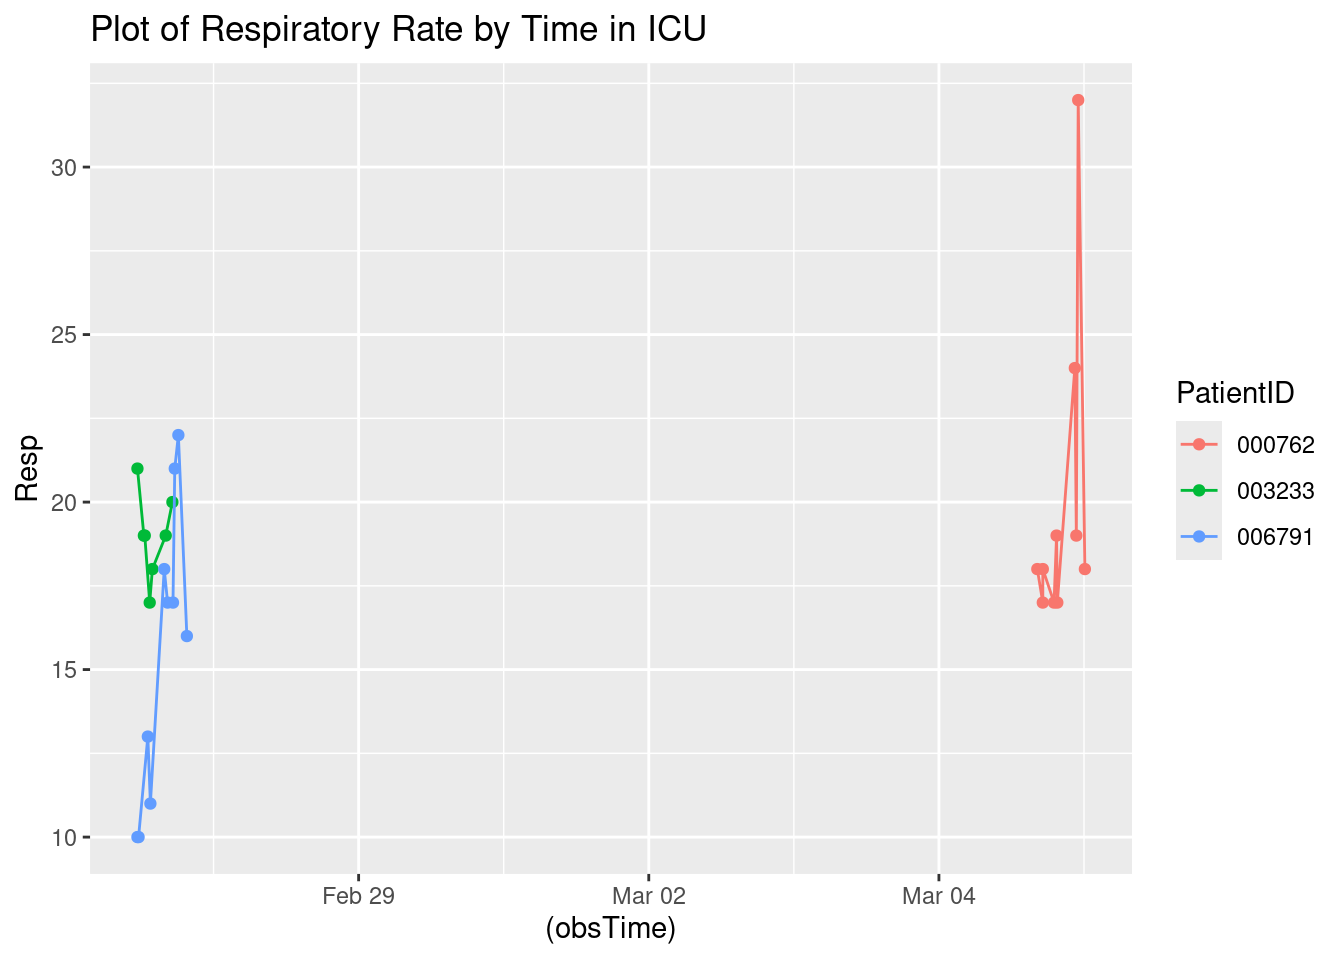 Plot of Respiratory Rate by Time in ICU
30
25
20
15
10
Resp
Feb 29
Mar 02
Mar 04
(obsTime)
PatientID
000762
003233
006791